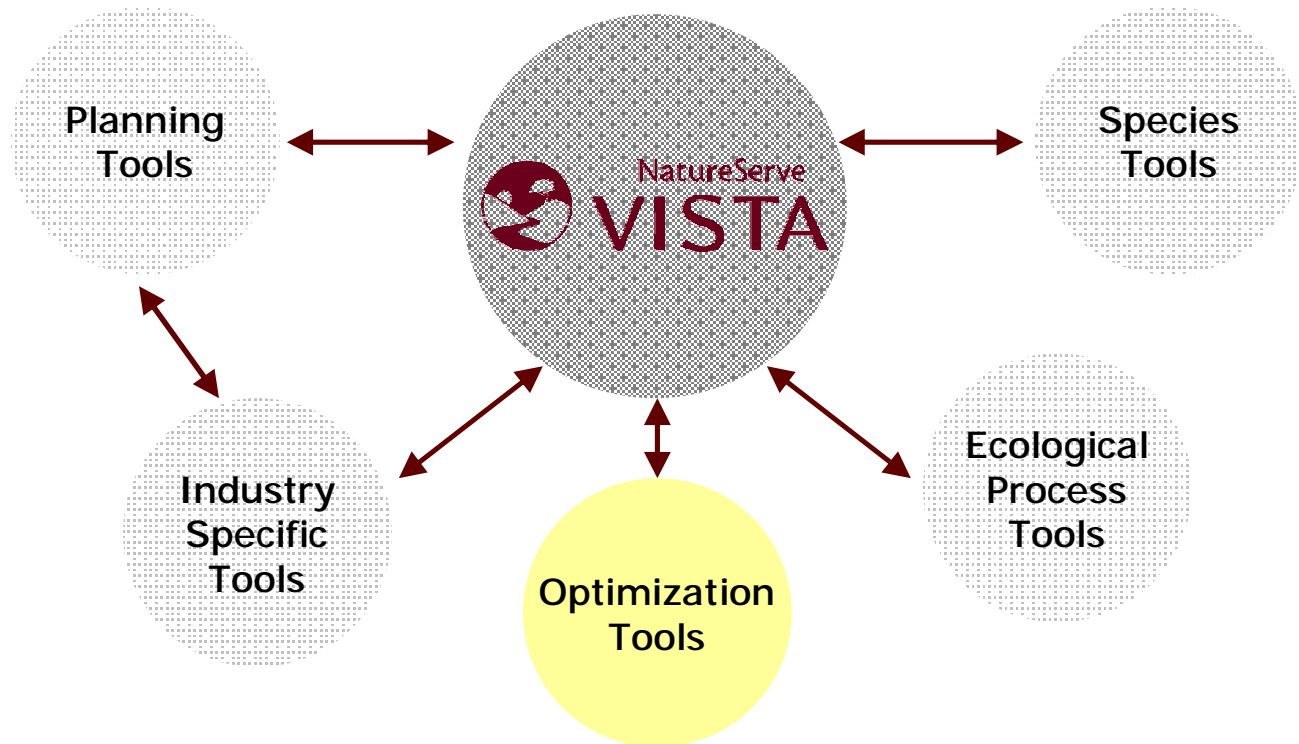 Planning
Tools
NatureServe
VISTA
Species
Tools
Industry
Specific
Tools
Optimization
Tools
Ecological
Process
Tools